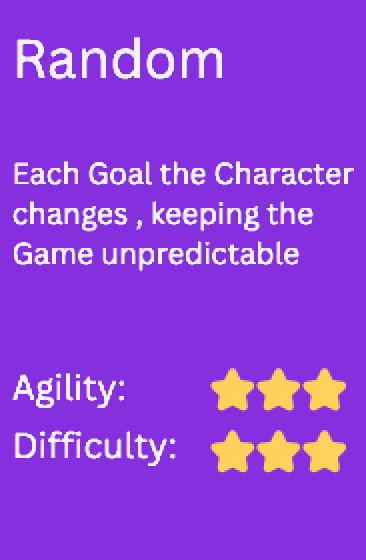 Random
Each Goal the Character
changes , keeping the
Game unpredictable
Agility:
Difficulty: